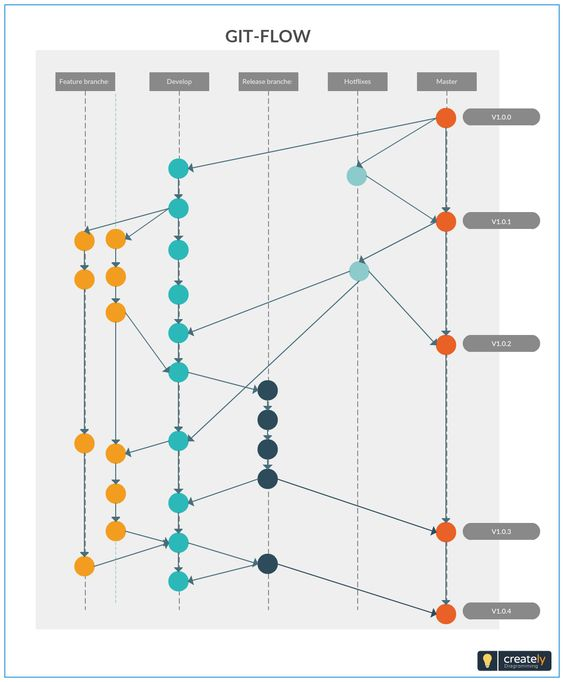 GIT-FLOW
Feature branche:
Develop
Release branche:
Hotflixes
Master
V1.0.0
V1.0.1
V1.0.2
V1.0.3
V1.0.4
creately
Diagramming